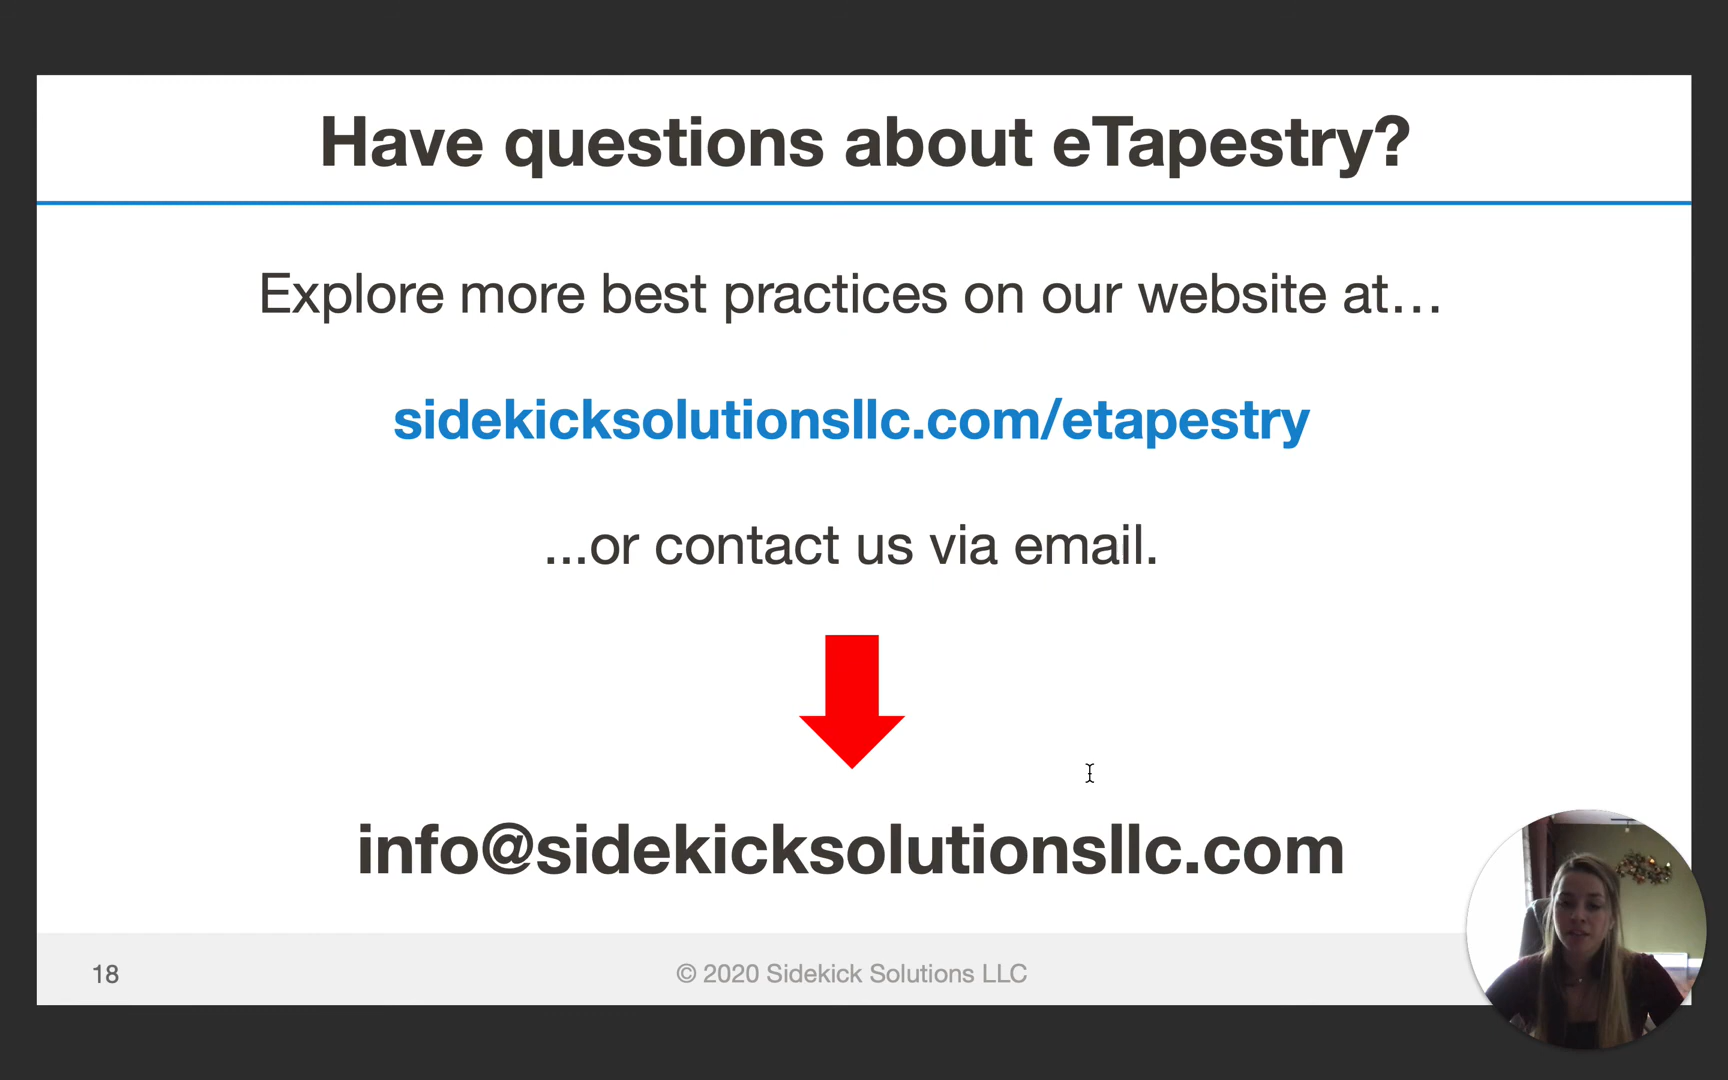 Have questions about eTapestry?
Explore more best practices on our website at…
sidekicksolutionsllc.com/etapestry
...or contact us via email.
info@sidekicksolutionsllc.com
18
© 2020 Sidekick Solutions LLC